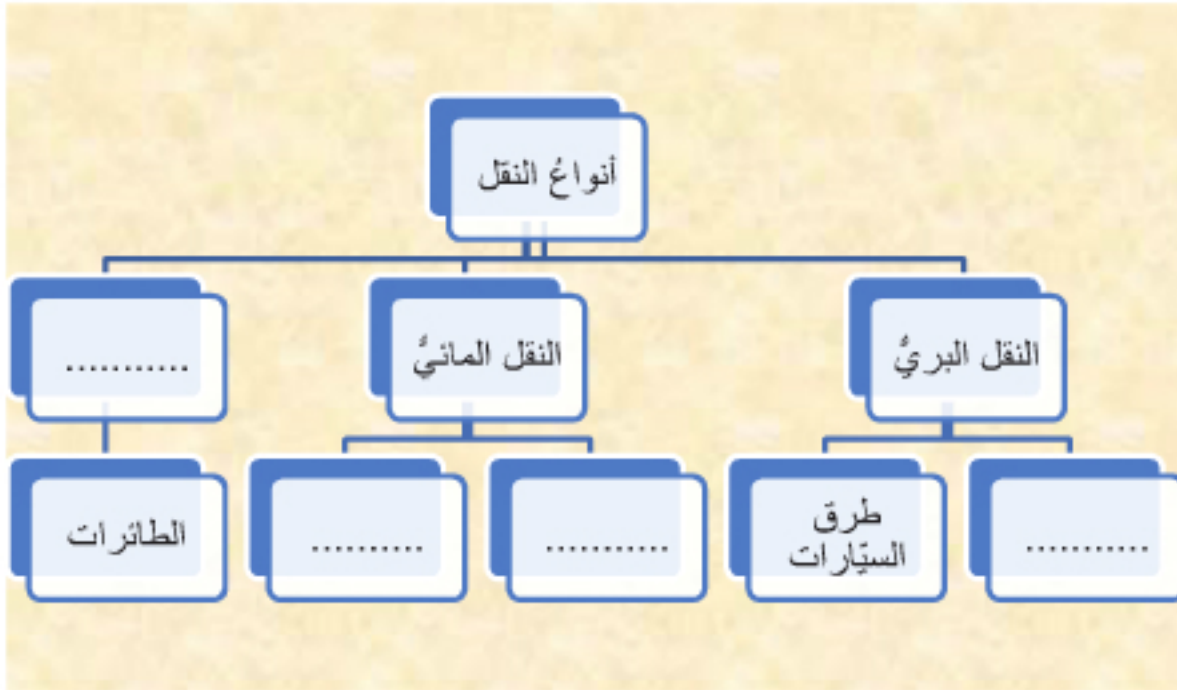 أنواعُ النقل
النقل البريُّ
النقل المائيُّ
...........
...........
طرق
السيّارات
...........
..........
الطائرات